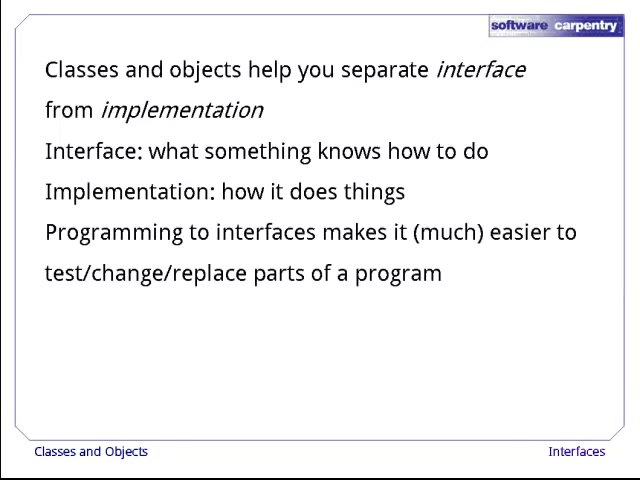 software carpentry
Classes and objects help you separate interface
from implementation
Interface: what something knows how to do
Implementation: how it does things
Programming to interfaces makes it (much) easier to
test/change/replace parts of a program
Classes and Objects
Interfaces